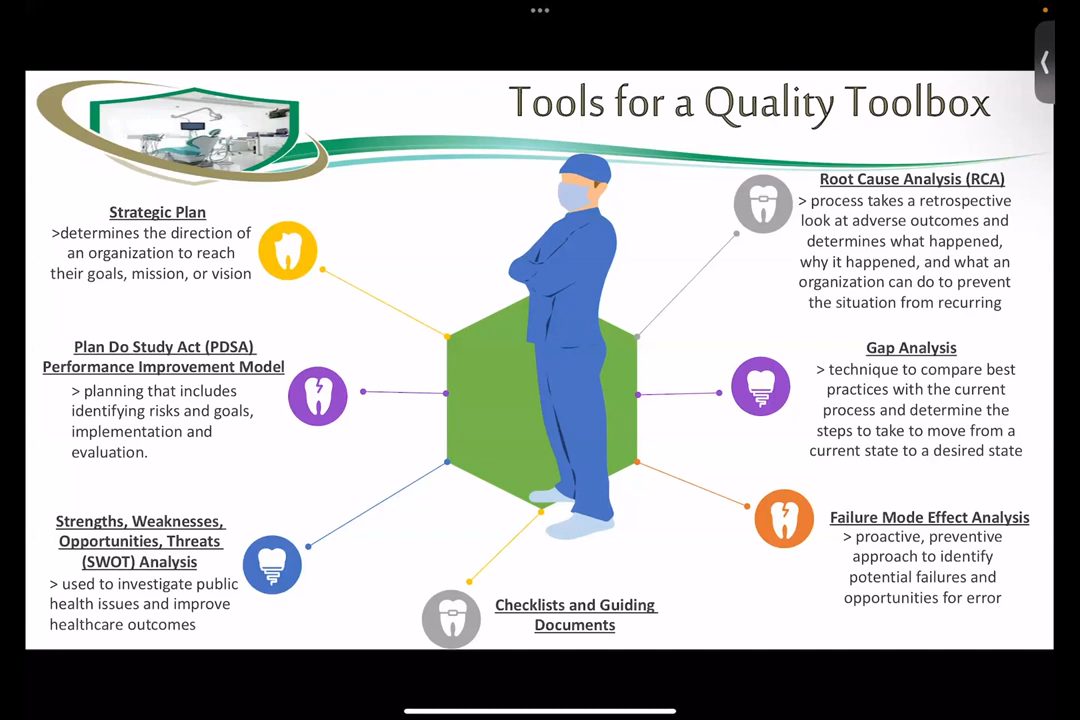 Tools for a Quality Toolbox
Strategic Plan
>determines the direction of
an organization to reach
their goals, mission, or vision
Plan Do Study Act (PDSA)
Performance Improvement Model
> planning that includes
identifying risks and goals,
implementation and
evaluation.
Strengths, Weaknesses,
Opportunities, Threats
(SWOT) Analysis
> used to investigate public
health issues and improve
healthcare outcomes
Checklists and Guiding
Documents
Root Cause Analysis (RCA)
> process takes a retrospective
look at adverse outcomes and
determines what happened,
why it happened, and what an
organization can do to prevent
the situation from recurring
Gap Analysis
> technique to compare best
practices with the current
process and determine the
steps to take to move from a
current state to a desired state
Failure Mode Effect Analysis
> proactive, preventive
approach to identify
potential failures and
opportunities for error